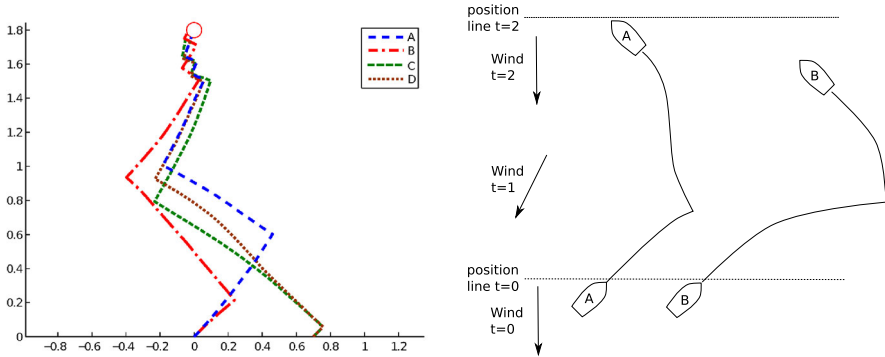 1.8
1.6
1.4
1.2
1
0.8
0.6
0.4
0.2
0
−0.8 −0.6 −0.4 −0.2 0 0.2 0.4 0.6 0.8 1 1.2
A
B
C
D
position
line t=2
Wind
t=2
Wind
t=1
position
line t=0
Wind
t=0
A
B
A
B